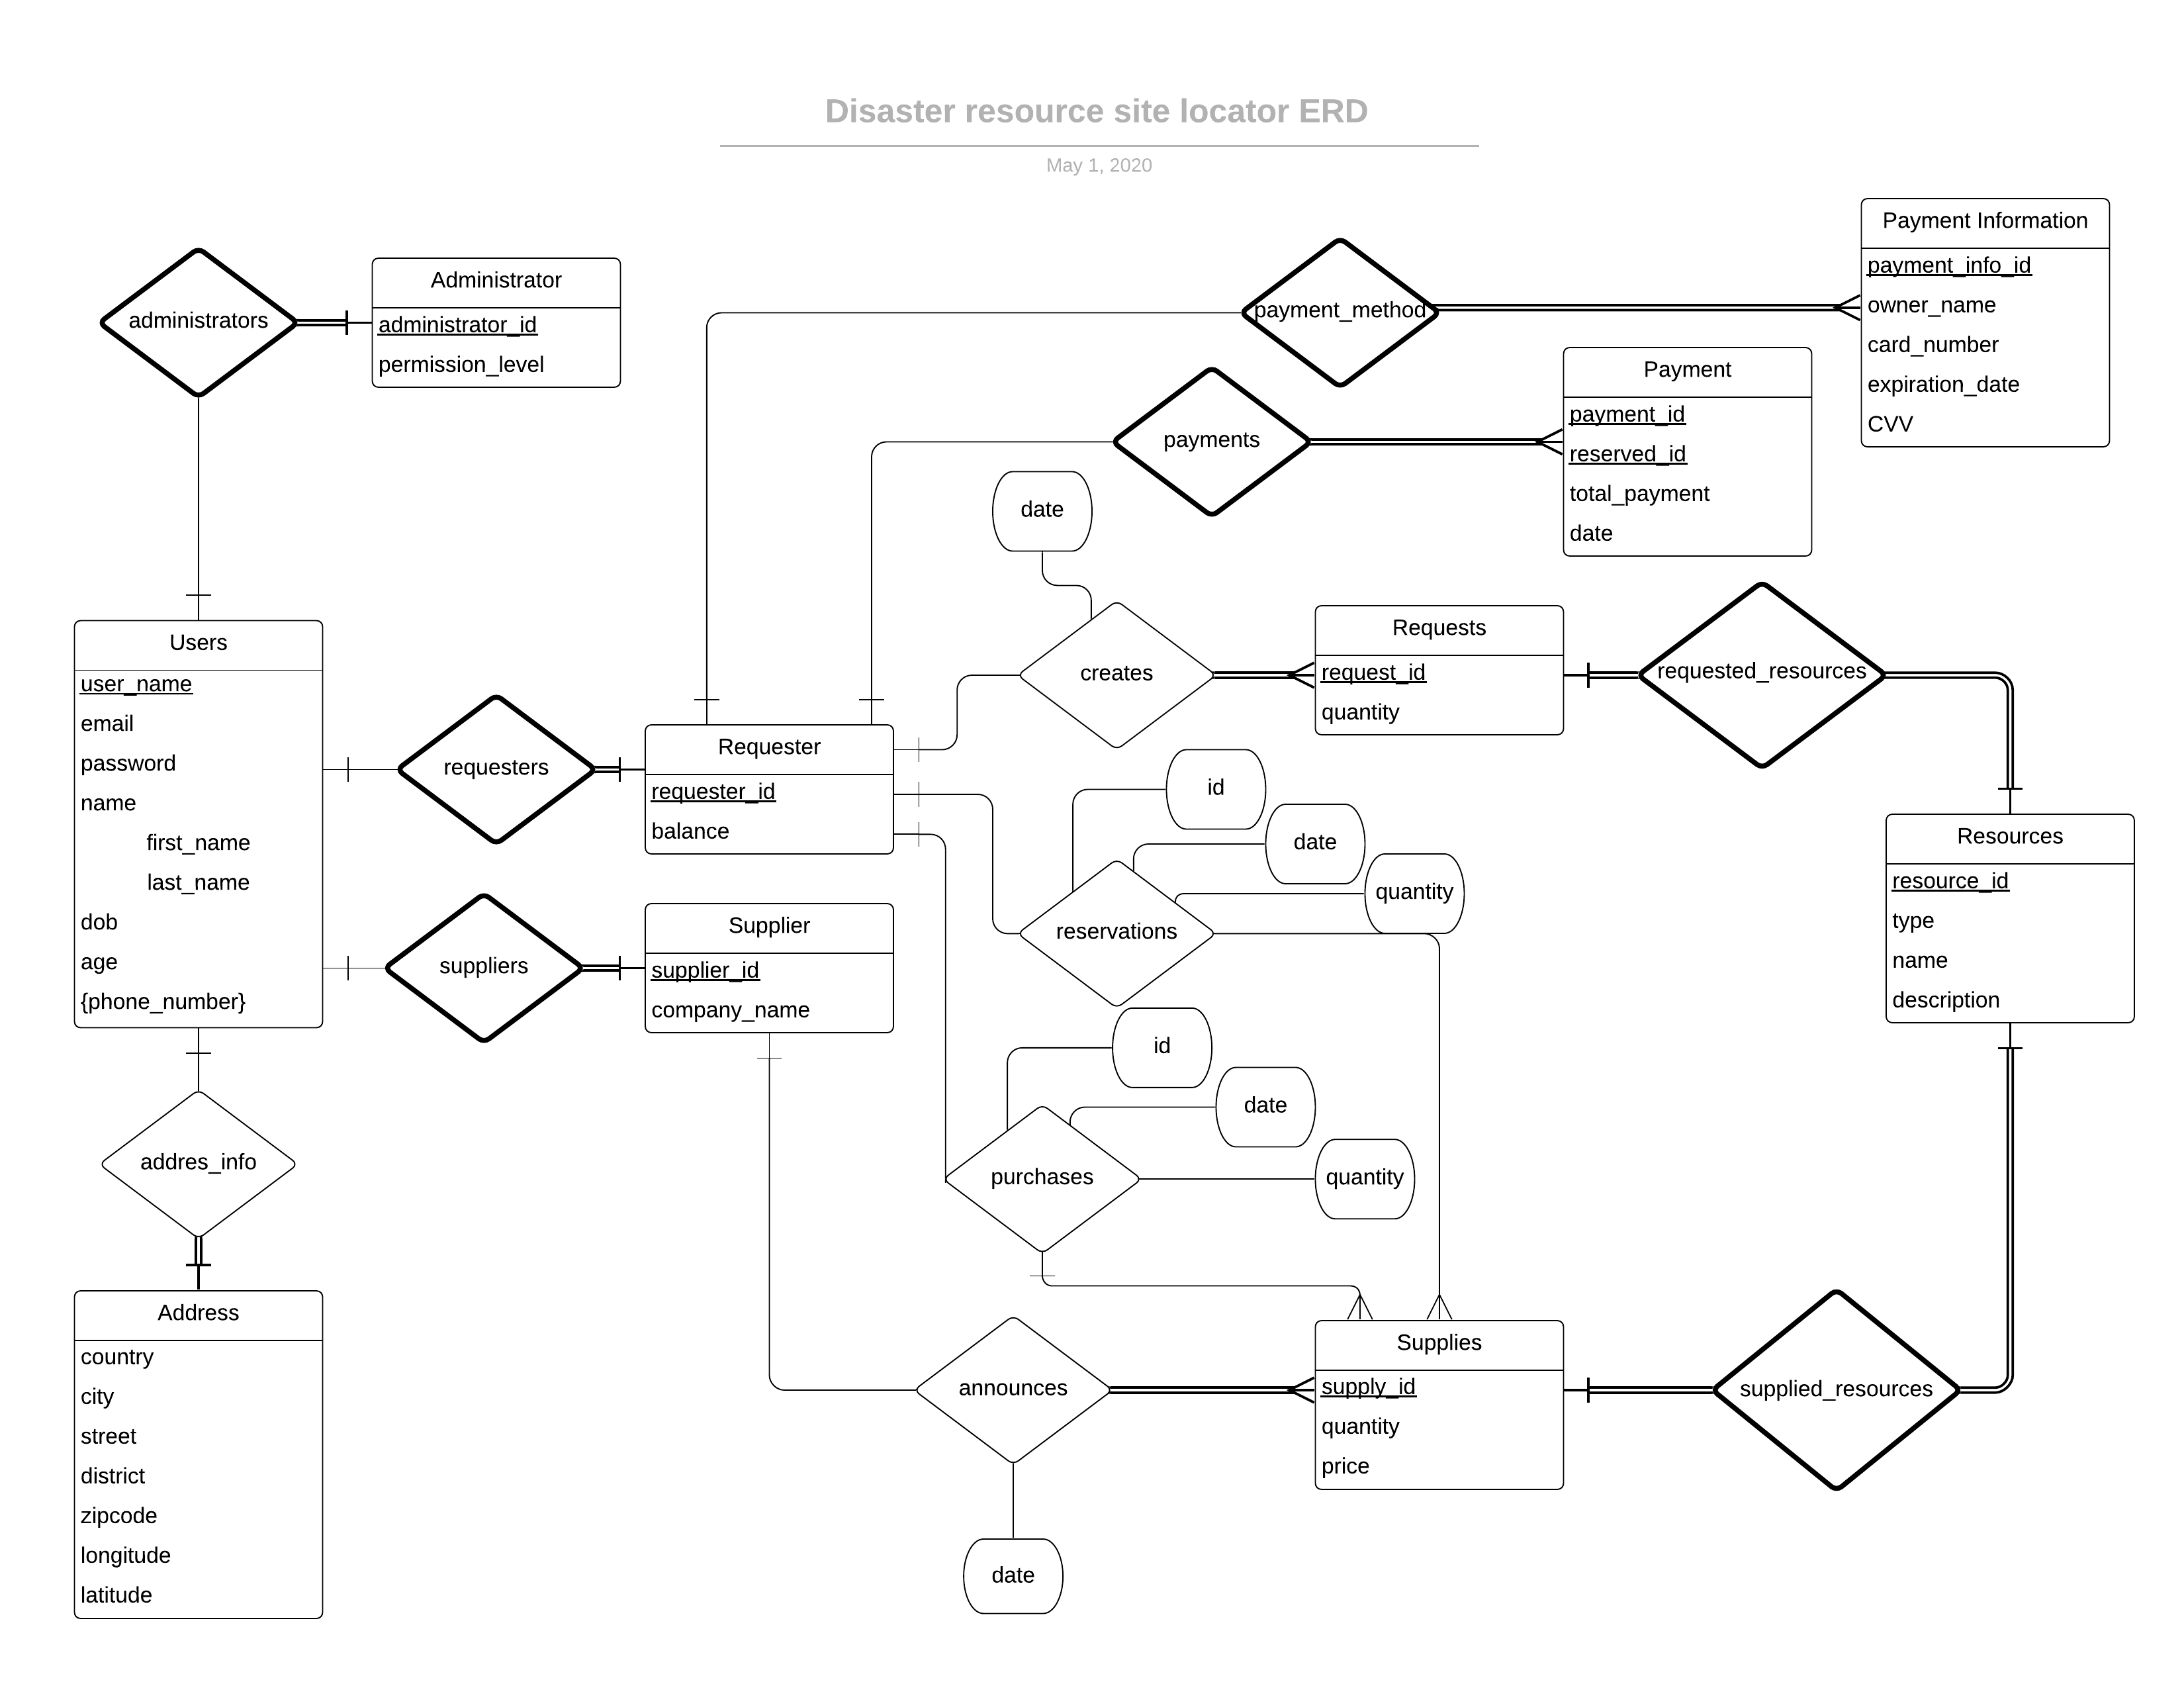 Disaster resource site locator ERD
May 1, 2020
administrators
Administrator
administrator_id
permission_level
payment_method
Payment Information
payment_info_id
owner_name
card_number
expiration_date
CVV
payments
Payment
payment_id
reserved_id
total_payment
date
date
creates
Requests
request_id
quantity
requested_resources
Users
user_name
email
password
name
first_name
last_name
dob
age
{phone_number}
requesters
Requester
requester_id
balance
id
date
quantity
reservations
Resources
resource_id
type
name
description
suppliers
Supplier
supplier_id
company_name
id
date
quantity
purchases
addres_info
Address
country
city
street
district
zipcode
longitude
latitude
announces
date
Supplies
supply_id
quantity
price
supplied_resources